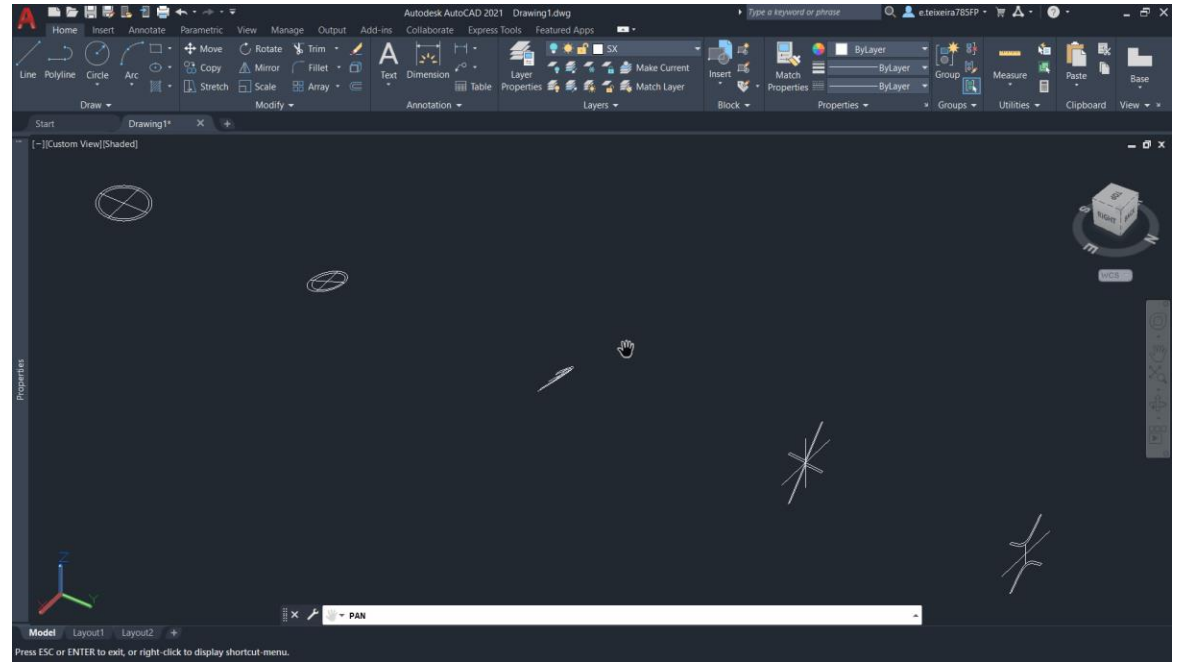 Autodesk AutoCAD 2021 Drawing1.dwg Type a keyword or phrase e.teixeira785FP
Home Insert Annotate Parametric View Manage Output Add-ins Collaborate Express Tools Featured Apps
Move Rotate Trim SX ByLayer
Copy Mirror Fillet Make Current ByLayer
Line Polyline Circle Arc Text Dimension Layer Properties Insert Match Properties Group Measure Paste Base
Stretch Scale Array Table Match Layer ByLayer
Draw Modify Annotation Layers Block Properties Groups Utilities Clipboard View
Start Drawing1*
[−][Custom View][Shaded]
TOP
S RIGHT BACK
N
E
WCS
Properties
Z
X Y
PAN
Model Layout1 Layout2 +
Press ESC or ENTER to exit, or right-click to display shortcut-menu.